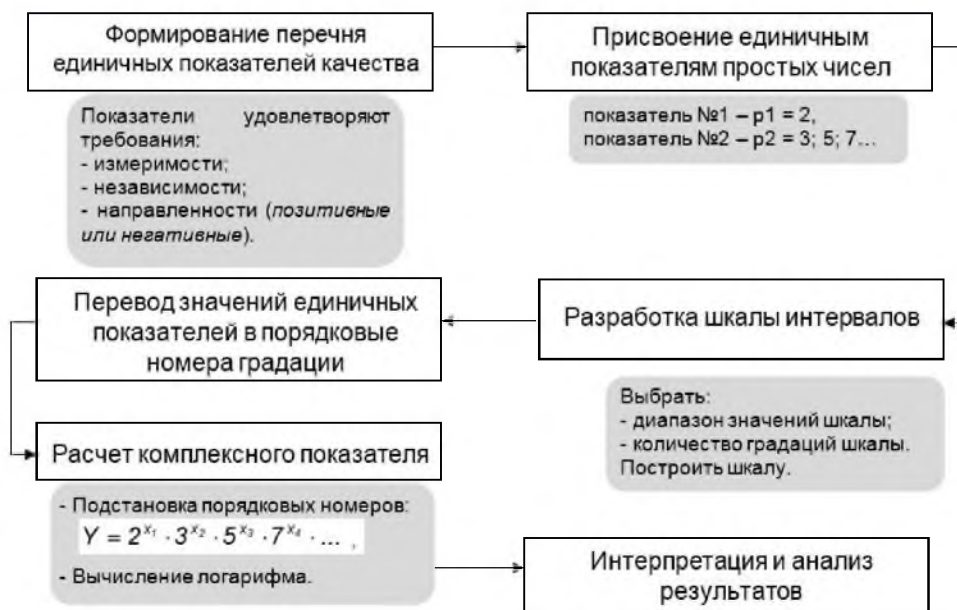 Формирование перечня
единичных показателей качества
Присвоение единичным
показателям простых чисел
Показатели удовлетворяют
требования:
- измеримости;
- независимости;
- направленности (позитивные
или негативные).
показатель №1 – p1 = 2,
показатель №2 – p2 = 3; 5; 7...
Разработка шкалы интервалов
Выбрать:
- диапазон значений шкалы;
- количество градаций шкалы.
Построить шкалу.
Перевод значений единичных
показателей в порядковые
номера градации
Расчет комплексного показателя
- Подстановка порядковых номеров:
Y = 2^{x₁} · 3^{x₂} · 5^{x₃} · 7^{x₄} · ... ,
- Вычисление логарифма.
Интерпретация и анализ
результатов